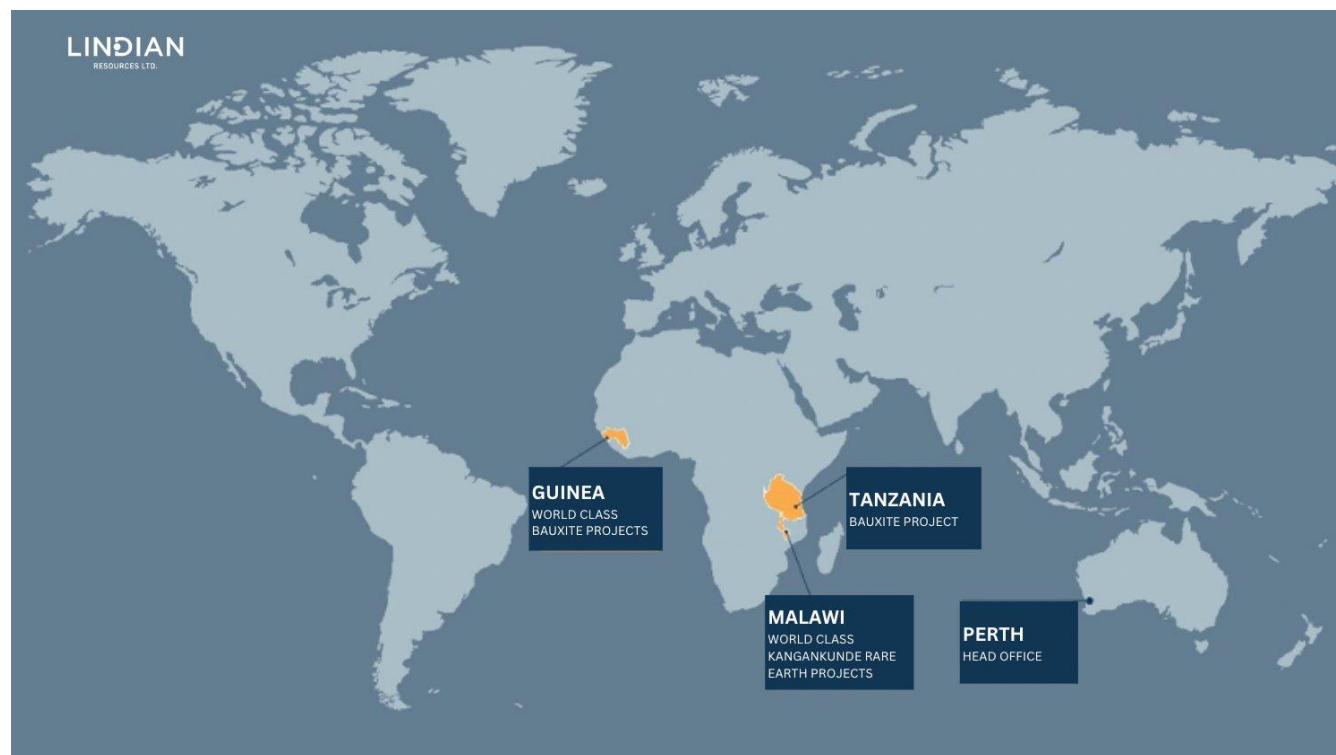 LINDIAN
RESOURCES LTD.
GUINEA
WORLD CLASS
BAUXITE PROJECTS
TANZANIA
BAUXITE PROJECT
MALAWI
WORLD CLASS
KANGANKUNDE RARE
EARTH PROJECTS
PERTH
HEAD OFFICE